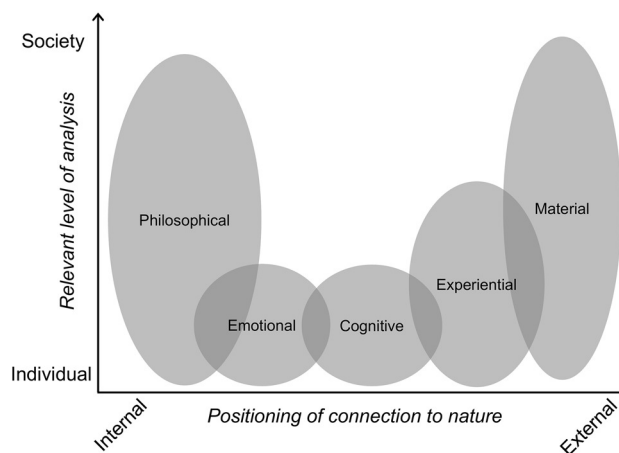 Society
Relevant level of analysis
Philosophical
Material
Experiential
Emotional
Cognitive
Individual
Internal
Positioning of connection to nature
External